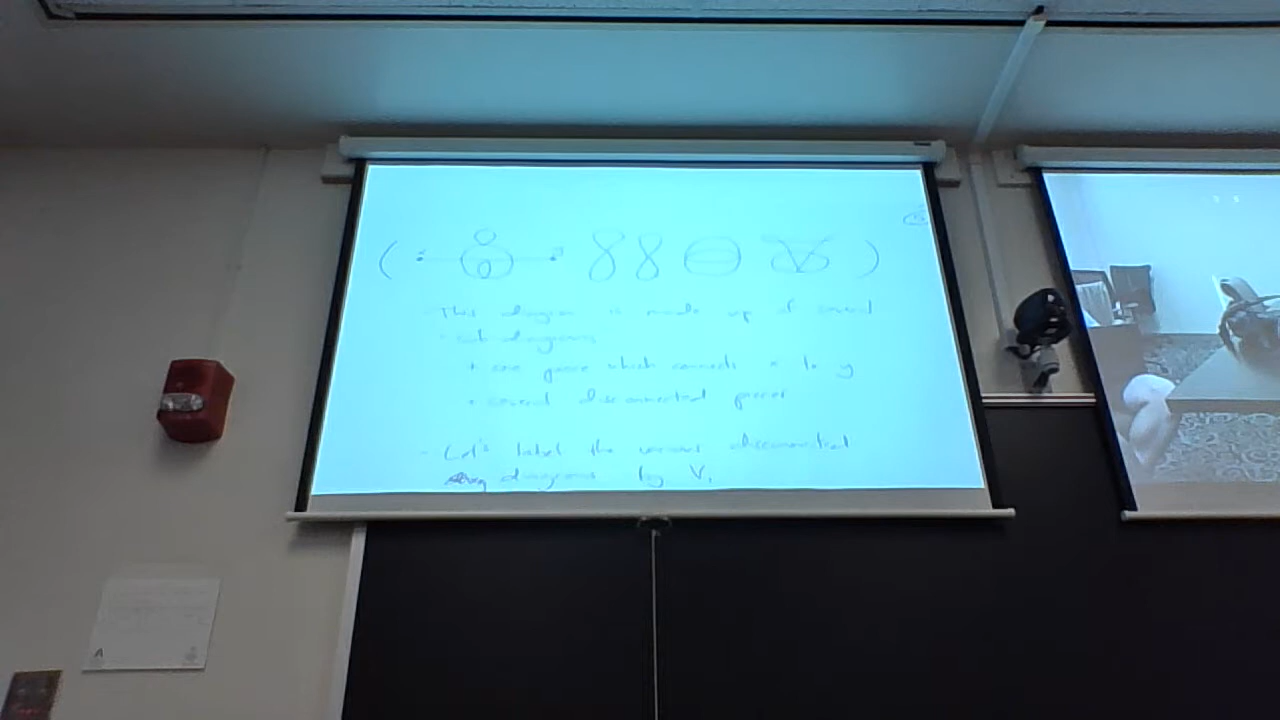 This diagram is made up of several
sub-diagrams
• one piece which connects x to y
• several disconnected pieces
- Let's label the various disconnected
diagrams by Vi